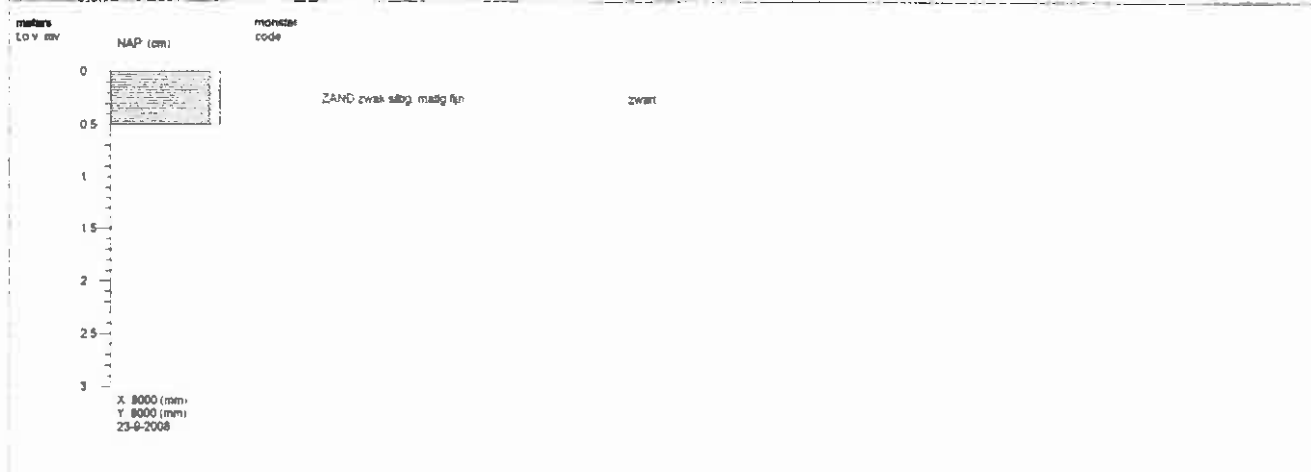 meters
t.o.v. mv
NAP (cm)
monster
code
0
ZAND zwak siltig, matig fijn
zwart
0.5
1
1.5
2
2.5
3
X 8000 (mm)
Y 8000 (mm)
23-9-2008